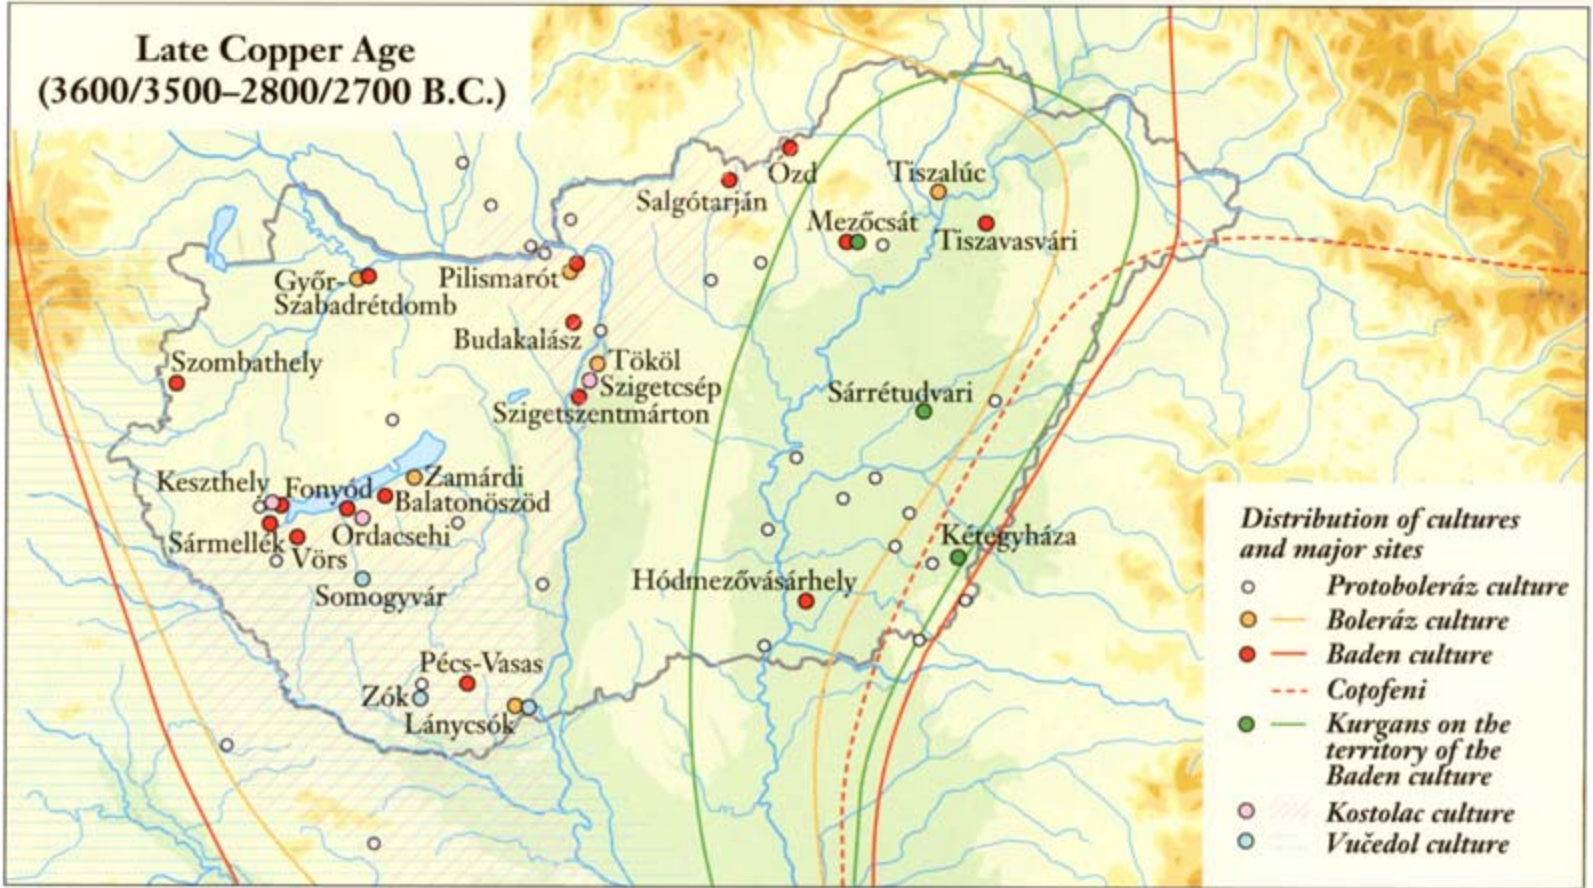 Late Copper Age
(3600/3500–2800/2700 B.C.)
Ózd
Tiszalúc
Salgótarján
Mezőcsát
Tiszavasvári
Győr-
Szabadrétdomb
Pilismarót
Budakalász
Szombathely
Tököl
Szigetcsép
Szigetszentmárton
Sárrétudvari
Keszthely
Fonyód
Zamárdi
Balatonöszöd
Ordacsehi
Sármellék
Vörs
Somogyvár
Kétegyháza
Hódmezővásárhely
Pécs-Vasas
Zók
Lánycsók
Distribution of cultures
and major sites
Protoboleráz culture
Boleráz culture
Baden culture
Coţofeni
Kurgans on the
territory of the
Baden culture
Kostolac culture
Vučedol culture